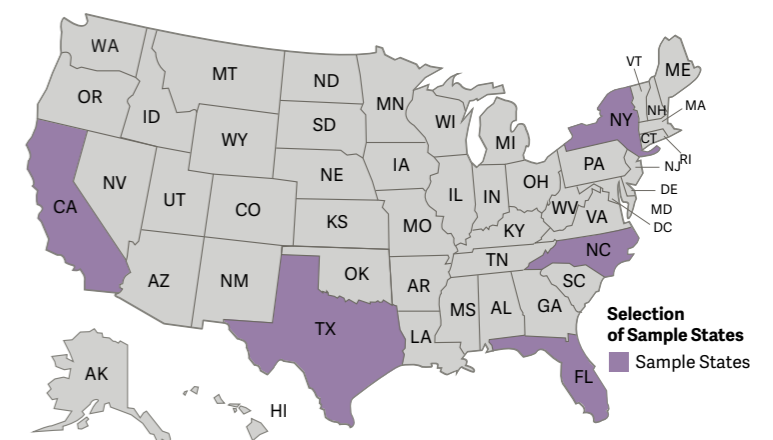 WA
MT
ND
MN
VT
ME
OR
ID
SD
WI
MI
NY
NH
MA
WY
CT
RI
NV
UT
CO
NE
IA
IL
IN
OH
PA
NJ
DE
CA
KS
MO
KY
WV
VA
MD
DC
AZ
NM
OK
AR
TN
NC
SC
MS
AL
GA
TX
LA
FL
AK
HI
Selection
of Sample States
Sample States